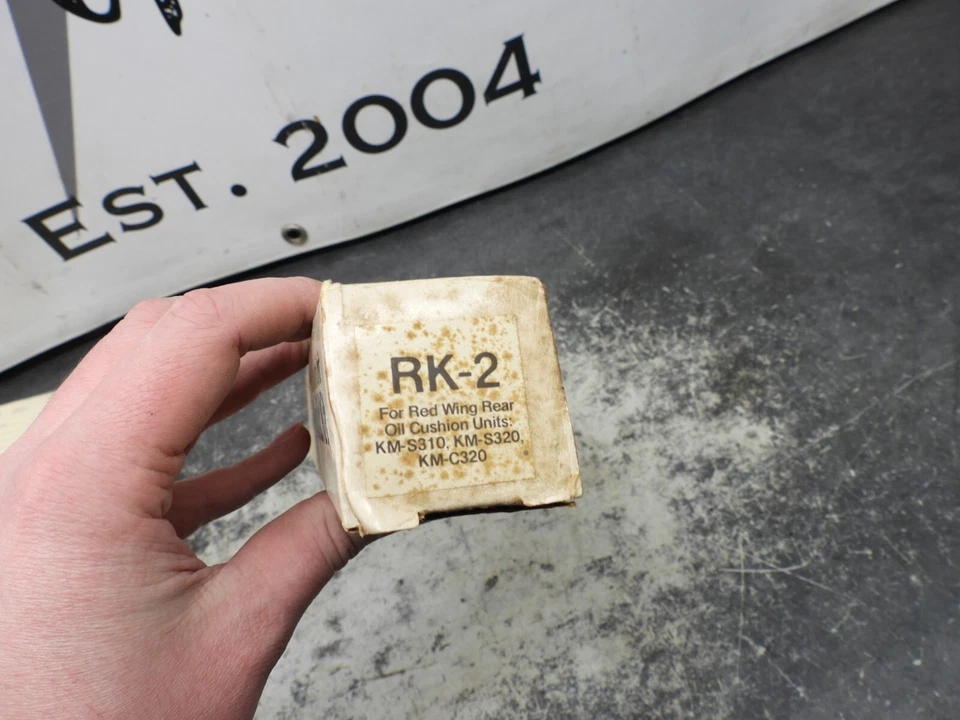 EST. 2004
RK-2
For Red Wing Rear
Oil Cushion Units:
KM-S310, KM-S320,
KM-C320